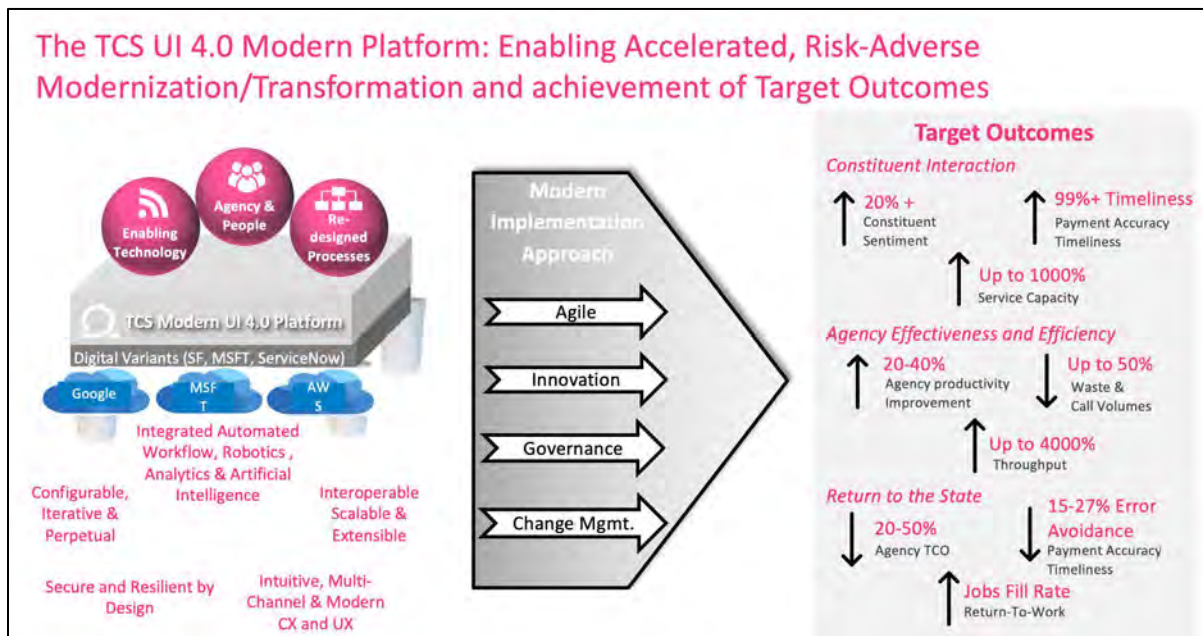 The TCS UI 4.0 Modern Platform: Enabling Accelerated, Risk-Adverse
Modernization/Transformation and achievement of Target Outcomes
Enabling
Technology
Agency &
People
Re-
designed
Processes
TCS Modern UI 4.0 Platform
Digital Variants (SF, MSFT, ServiceNow)
Google
MSF
T
AW
S
Integrated Automated
Workflow, Robotics ,
Analytics & Artificial
Intelligence
Configurable,
Iterative &
Perpetual
Interoperable
Scalable &
Extensible
Secure and Resilient by
Design
Intuitive, Multi-
Channel & Modern
CX and UX
Modern
Implementation
Approach
Agile
Innovation
Governance
Change Mgmt.
Target Outcomes
Constituent Interaction
20% +
Constituent
Sentiment
99%+ Timeliness
Payment Accuracy
Timeliness
Up to 1000%
Service Capacity
Agency Effectiveness and Efficiency
20-40%
Agency productivity
Improvement
Up to 50%
Waste &
Call Volumes
Up to 4000%
Throughput
Return to the State
20-50%
Agency TCO
15-27% Error
Avoidance
Payment Accuracy
Timeliness
Jobs Fill Rate
Return-To-Work